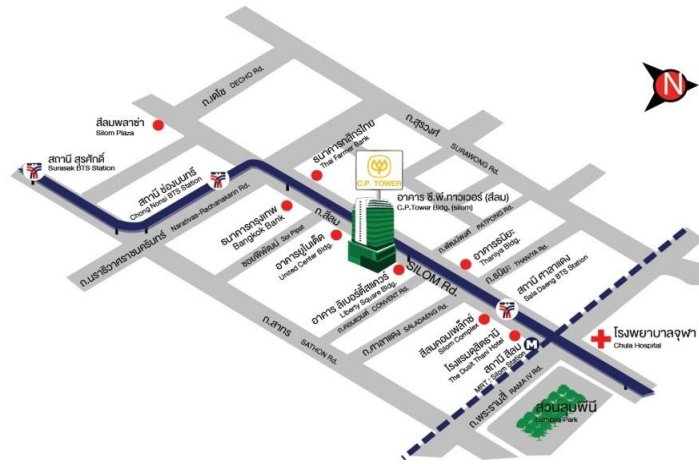 N
ถ.เดโช DECHO Rd.
ถ.สุรวงศ์
SURAWONG Rd.
สีลมพลาซ่า
Silom Plaza
ธนาคารกสิกรไทย
Thai Farmer Bank
C.P. TOWER
สถานี สุรศักดิ์
Surasak BTS Station
สถานี ช่องนนทรี
Chong Nonsi BTS Station
อาคาร ซี.พี.ทาวเวอร์ (สีลม)
C.P.Tower Bldg. (silom)
ถ.นราธิวาสราชนครินทร์ Narativas-Rachanakarin Rd.
ธนาคารกรุงเทพ
Bangkok Bank
ถ.สีลม
SILOM Rd.
ซอยพิพัฒน์ Soi Pipat
อาคารยูไนเต็ด
United Center Bldg.
ถ.พัฒน์พงศ์ PATPONG Rd.
อาคารธนิยะ
Thaniya Bldg.
ถ.ธนิยะ THANIYA Rd.
สถานี ศาลาแดง
Sala Daeng BTS Station
อาคาร ลิเบอร์ตี้สแควร์
Liberty Square Bldg.
ถ.คอนแวนต์ CONVENT Rd.
ถ.ศาลาแดง SALADAENG Rd.
สีลมคอมเพล็กซ์
Silom Complex
โรงแรมดุสิตธานี
The Dusit Thani Hotel
สถานี สีลม
MRT : Silom Station
M
โรงพยาบาลจุฬา
Chula Hospital
ถ.สาทร
SATHON Rd.
ถ.พระรามสี่ RAMA IV Rd.
สวนลุมพินี
Lumpini Park